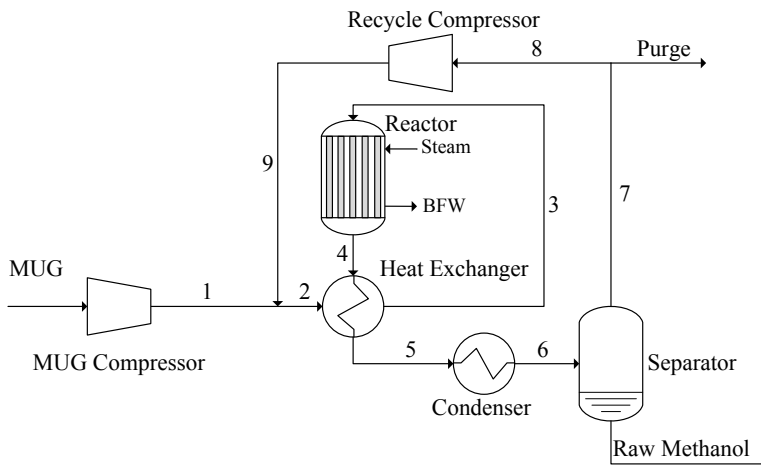 Recycle Compressor
8
Purge
Reactor
Steam
9
7
BFW
3
4
MUG
Heat Exchanger
1
2
5
6
MUG Compressor
Separator
Condenser
Raw Methanol